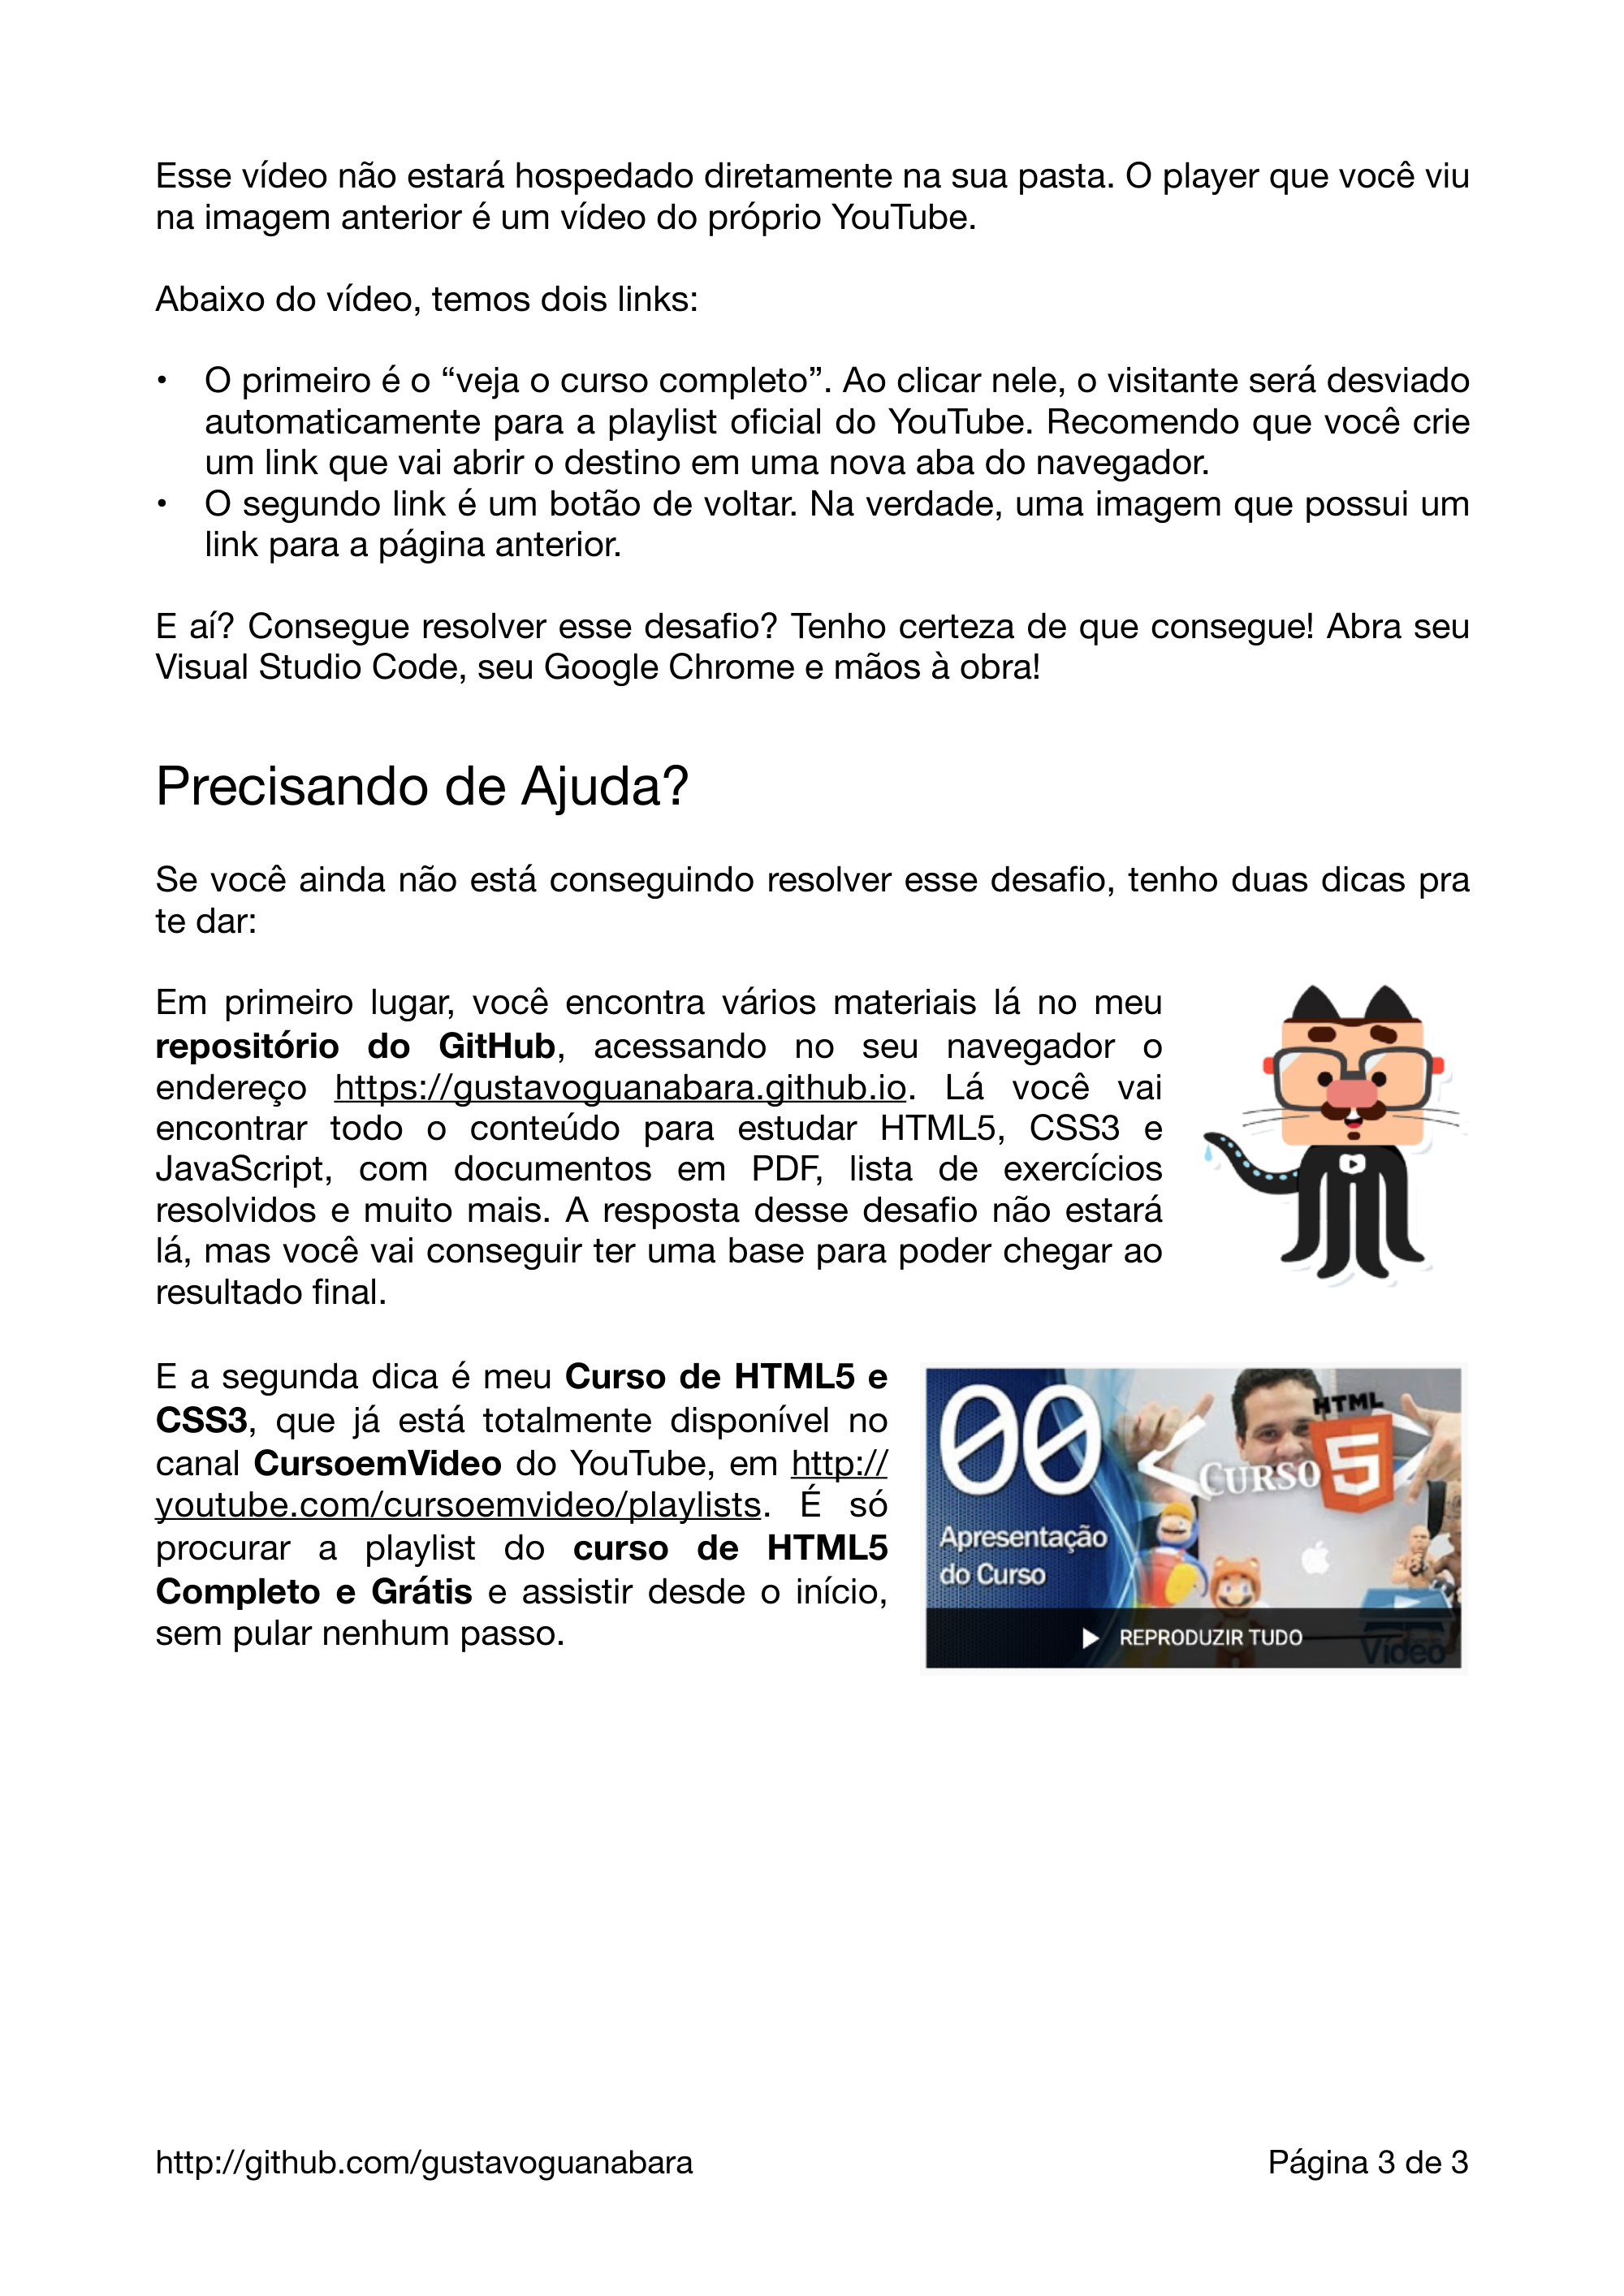 Esse vídeo não estará hospedado diretamente na sua pasta. O player que você viu
na imagem anterior é um vídeo do próprio YouTube.
Abaixo do vídeo, temos dois links:
• O primeiro é o “veja o curso completo”. Ao clicar nele, o visitante será desviado
automaticamente para a playlist oficial do YouTube. Recomendo que você crie
um link que vai abrir o destino em uma nova aba do navegador.
• O segundo link é um botão de voltar. Na verdade, uma imagem que possui um
link para a página anterior.
E aí? Consegue resolver esse desafio? Tenho certeza de que consegue! Abra seu
Visual Studio Code, seu Google Chrome e mãos à obra!
Precisando de Ajuda?
Se você ainda não está conseguindo resolver esse desafio, tenho duas dicas pra
te dar:
Em primeiro lugar, você encontra vários materiais lá no meu
repositório do GitHub, acessando no seu navegador o
endereço https://gustavoguanabara.github.io. Lá você vai
encontrar todo o conteúdo para estudar HTML5, CSS3 e
JavaScript, com documentos em PDF, lista de exercícios
resolvidos e muito mais. A resposta desse desafio não estará
lá, mas você vai conseguir ter uma base para poder chegar ao
resultado final.
E a segunda dica é meu Curso de HTML5 e
CSS3, que já está totalmente disponível no
canal CursoemVideo do YouTube, em http://
youtube.com/cursoemvideo/playlists. É só
procurar a playlist do curso de HTML5
Completo e Grátis e assistir desde o início,
sem pular nenhum passo.
00
HTML
CURSO 5
Apresentação
do Curso
REPRODUZIR TUDO
Vídeo
http://github.com/gustavoguanabara
Página 3 de 3